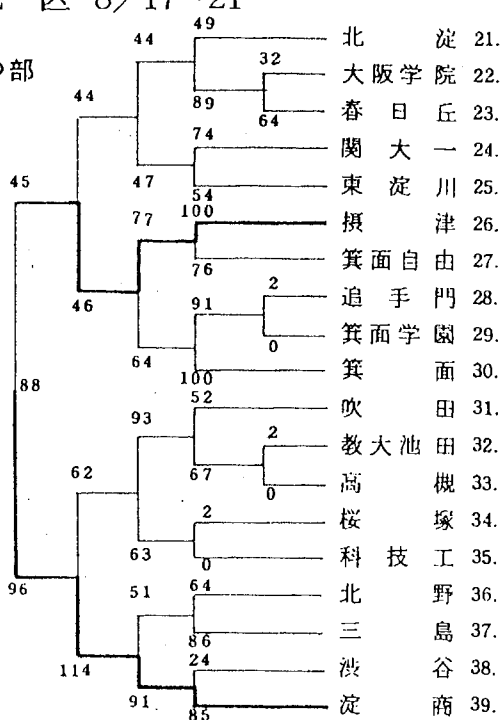 区 8/17~21
部
北淀 21.
大阪学院 22.
春日丘 23.
関大一 24.
東淀川 25.
摂津 26.
箕面自由 27.
追手門 28.
箕面学園 29.
箕面 30.
吹田 31.
教大池田 32.
高槻 33.
桜塚 34.
科技工 35.
北野 36.
三島 37.
渋谷 38.
淀商 39.
49
44
32
44
89
64
74
45
47
54
77
100
76
46
2
91
0
64
100
88
52
93
2
62
67
0
2
63
0
96
51
64
86
114
24
91
85